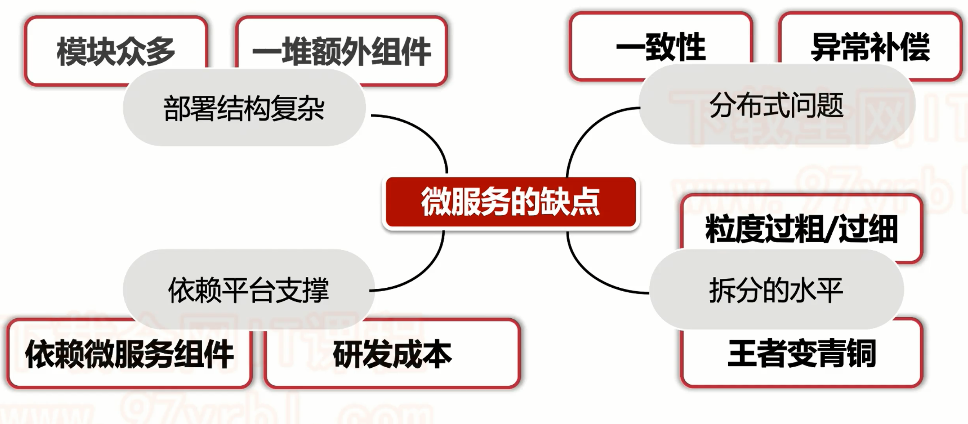 模块众多
一堆额外组件
部署结构复杂
一致性
异常补偿
分布式问题
微服务的缺点
粒度过粗/过细
拆分的水平
王者变青铜
依赖平台支撑
依赖微服务组件
研发成本